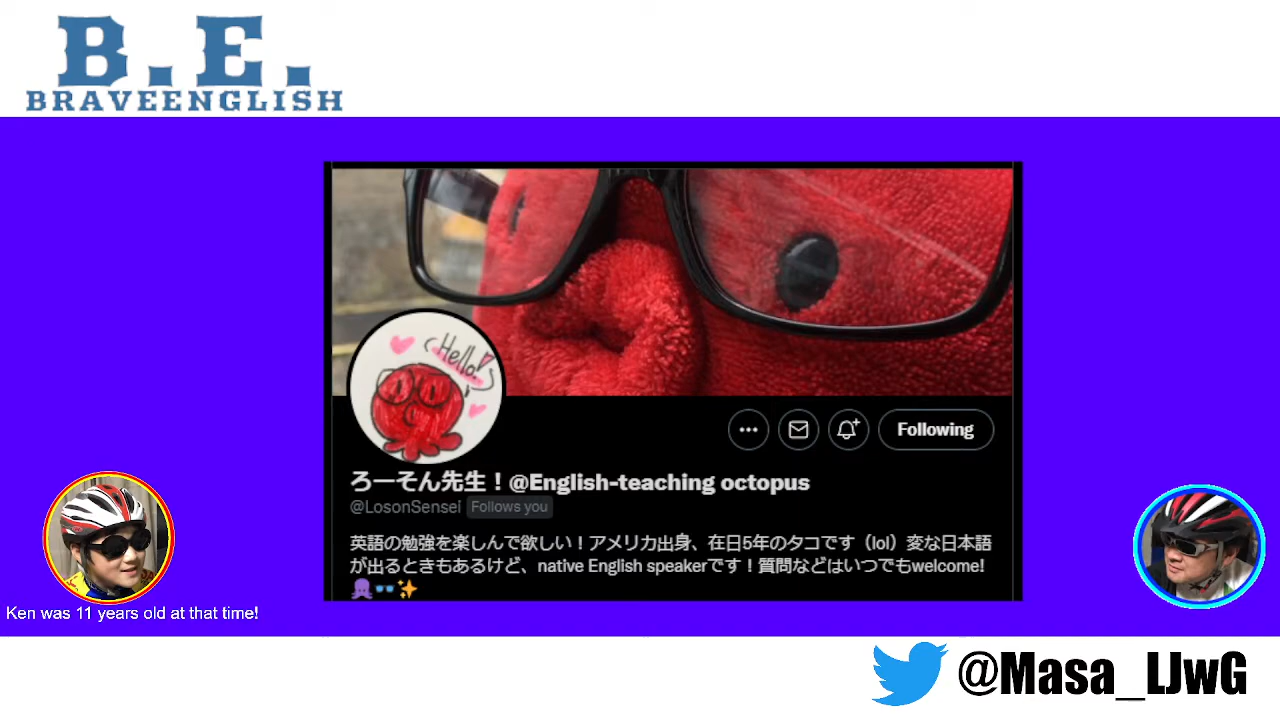 B.E.
BRAVEENGLISH
Hello!
Following
ろーそん先生！@English-teaching octopus
@LosonSensei Follows you
英語の勉強を楽しんで欲しい！アメリカ出身、在日5年のタコです（lol）変な日本語
が出るときもあるけど、native English speakerです！質問などはいつでもwelcome!
🐙👓✨
Ken was 11 years old at that time!
@Masa_LJwG